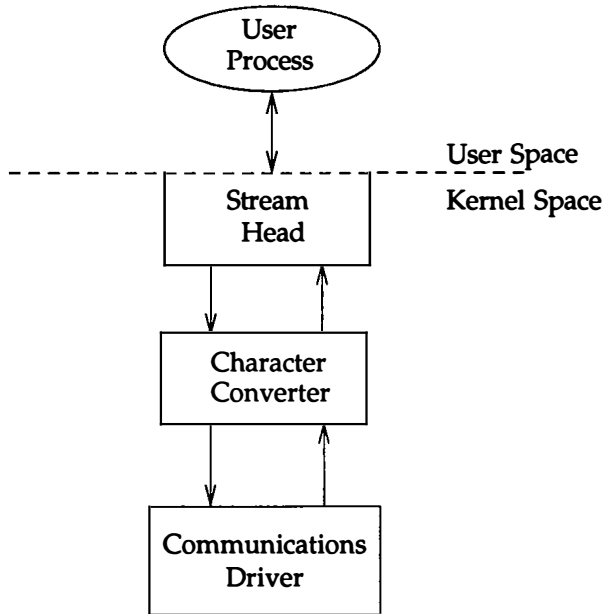 User
Process
User Space
Kernel Space
Stream
Head
Character
Converter
Communications
Driver